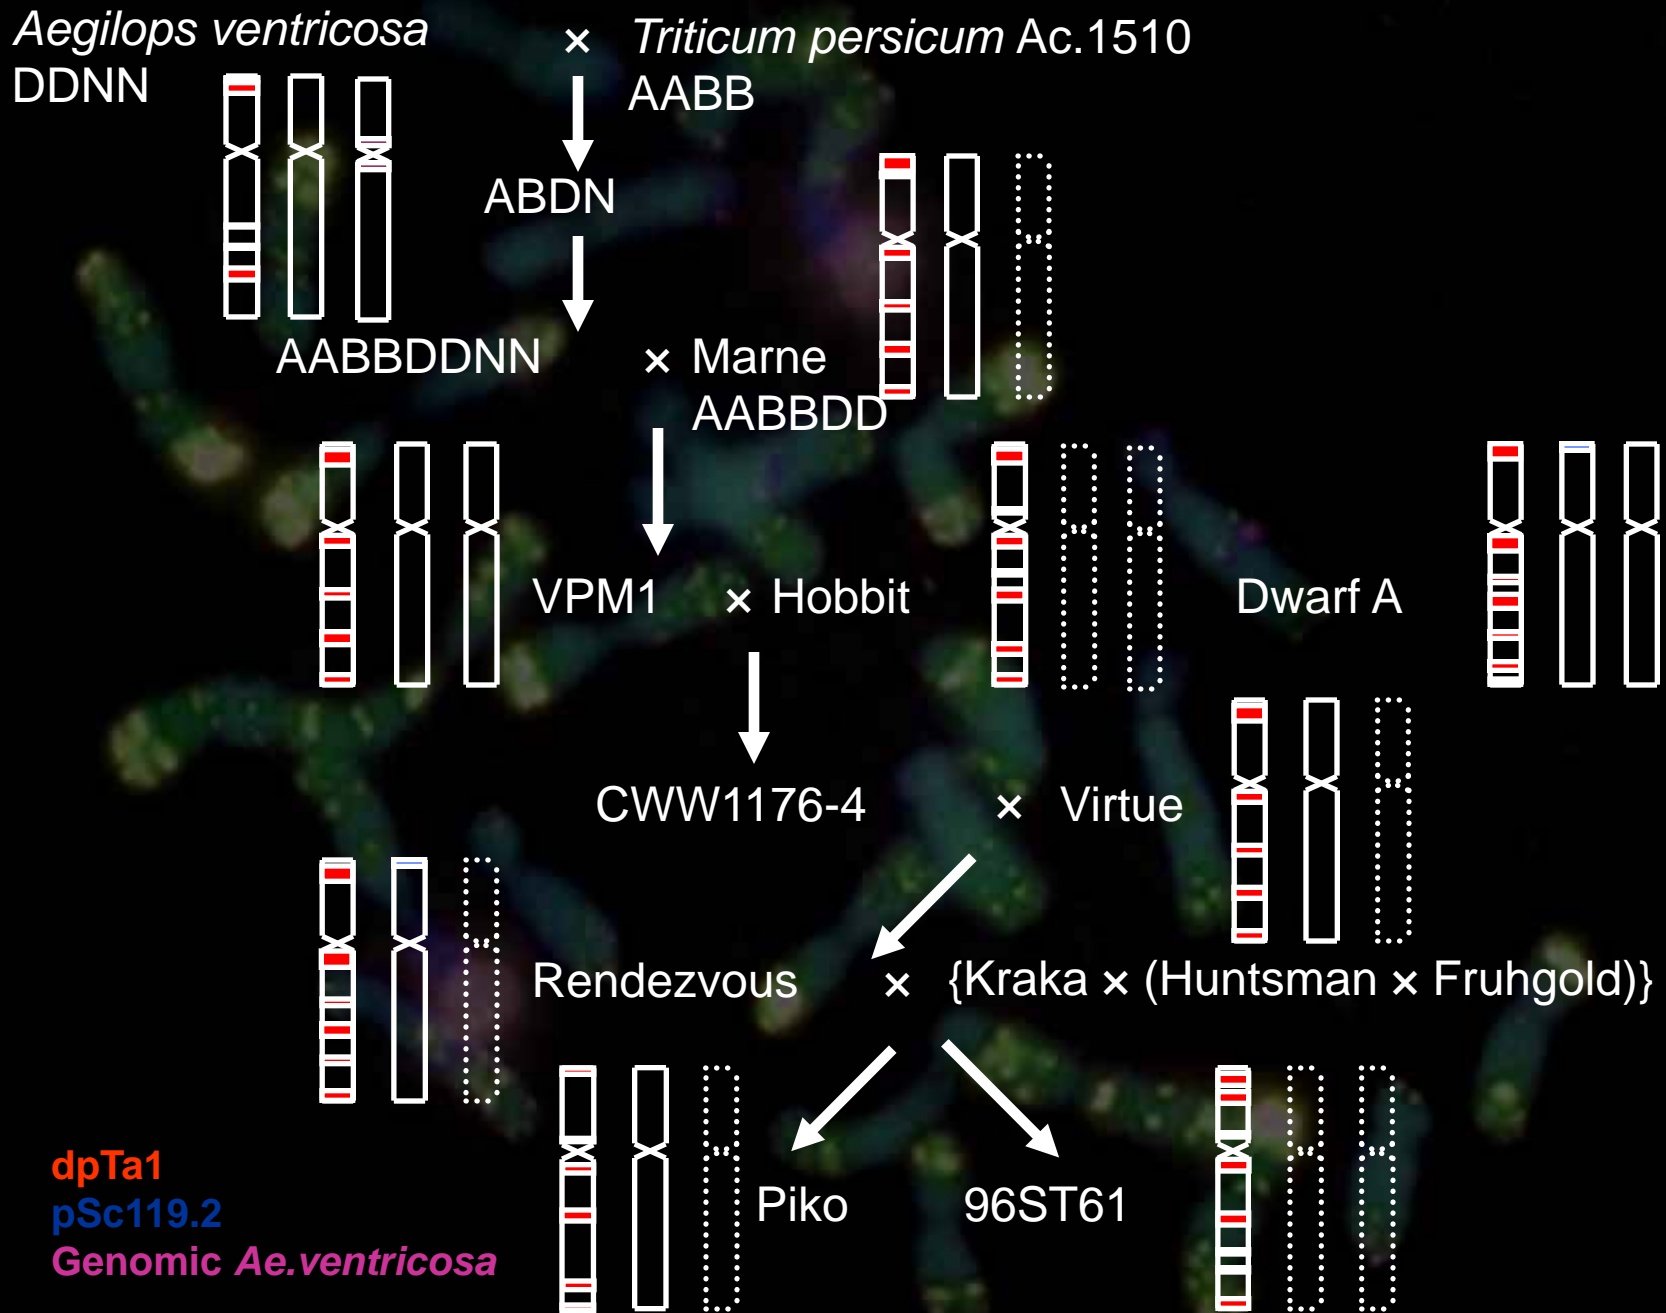 Aegilops ventricosa × Triticum persicum Ac.1510
DDNN AABB
ABDN
AABBDDNN × Marne
AABBDD
VPM1 × Hobbit Dwarf A
CWW1176-4 × Virtue
Rendezvous × {Kraka × (Huntsman × Fruhgold)}
Piko 96ST61
dpTa1
pSc119.2
Genomic Ae.ventricosa